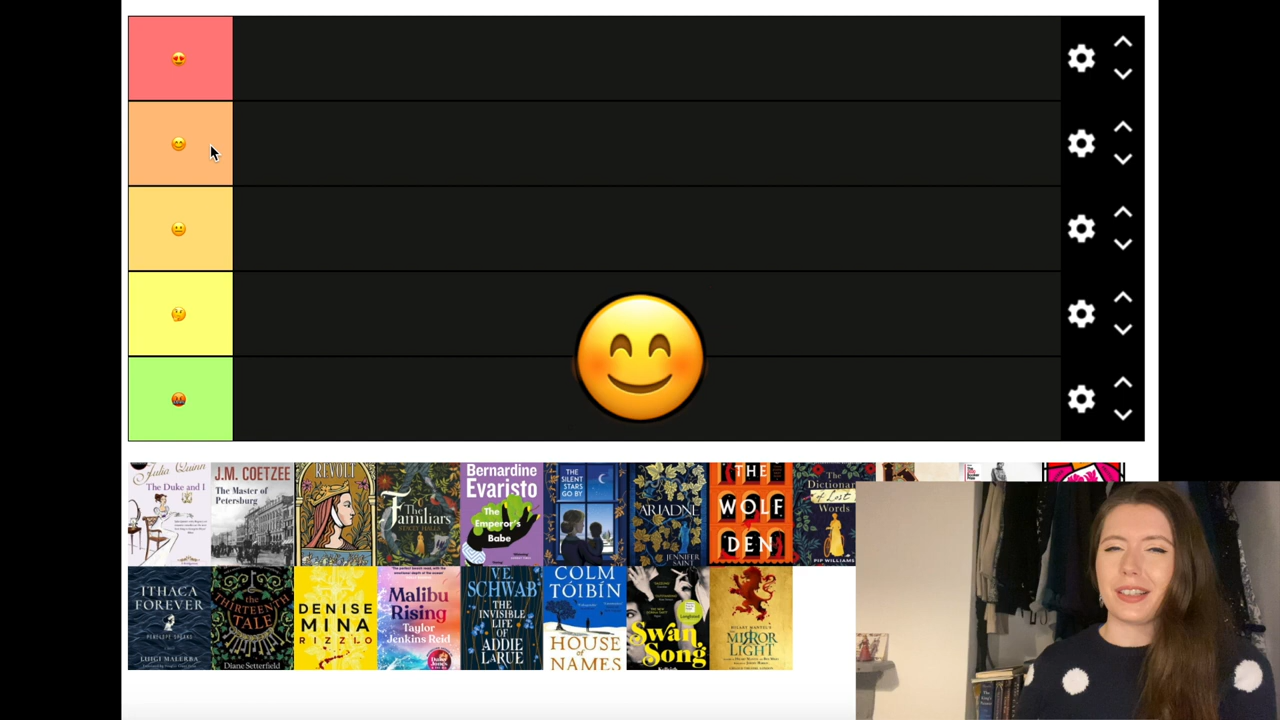 Julia Quinn
The Duke and I
J.M. COETZEE
The Master of
Petersburg
REVOLT
The
Familiars
STACEY HALLS
Bernardine
Evaristo
The
Emperor's
Babe
THE
SILENT
STARS
GO BY
ARIADNE
JENNIFER
SAINT
THE
WOLF
DEN
The
Dictionary
of Lost
Words
PIP WILLIAMS
ITHACA
FOREVER
PENELOPE SPEAKS
LUIGI MALERBA
the
THIRTEENTH
TALE
Diane Setterfield
DENISE
MINA
RIZZIO
Malibu
Rising
Taylor
Jenkins Reid
V.E.
SCHWAB
THE
INVISIBLE
LIFE
OF
ADDIE
LARUE
COLM
TÓIBÍN
HOUSE
OF NAMES
Swan
Song
HILARY MANTEL'S
THE
MIRROR
LIGHT